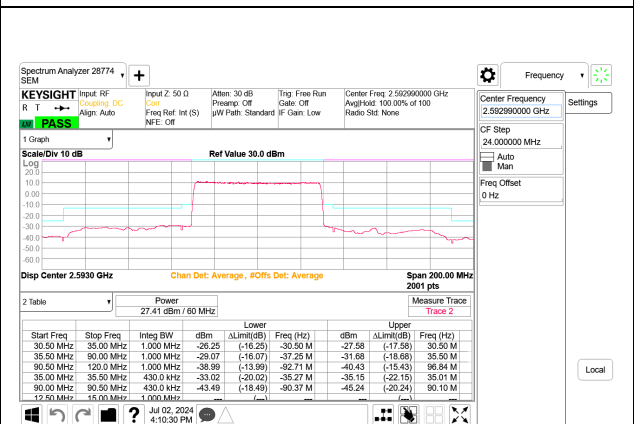 Spectrum Analyzer 28774
SEM
Frequency
KEYSIGHT
R T
LXI PASS
Input: RF
Coupling: DC
Align: Auto
Input Z: 50 Ω
Corr
Freq Ref: Int (S)
NFE: Off
Atten: 30 dB
Preamp: Off
µW Path: Standard
Trig: Free Run
Gate: Off
IF Gain: Low
Center Freq: 2.592990000 GHz
Avg|Hold: 100.00% of 100
Radio Std: None
Center Frequency
2.592990000 GHz
Settings
CF Step
24.000000 MHz
Auto
Man
Freq Offset
0 Hz
1 Graph
Scale/Div 10 dB
Ref Value 30.0 dBm
Log
20.0
10.0
0.00
-10.0
-20.0
-30.0
-40.0
-50.0
-60.0
Disp Center 2.5930 GHz
Chan Det: Average , #Offs Det: Average
Span 200.00 MHz
2001 pts
2 Table
Power
27.41 dBm / 60 MHz
Measure Trace
Trace 2
Lower Upper
Start Freq Stop Freq Integ BW dBm ΔLimit(dB) Freq (Hz) dBm ΔLimit(dB) Freq (Hz)
30.50 MHz 35.00 MHz 1.000 MHz -26.25 (-16.25) -30.50 M -27.58 (-17.58) 30.50 M
35.50 MHz 90.00 MHz 1.000 MHz -29.07 (-16.07) -37.25 M -31.68 (-18.68) 35.50 M
90.50 MHz 120.0 MHz 1.000 MHz -38.99 (-13.99) -92.71 M -40.43 (-15.43) 96.84 M
35.00 MHz 35.50 MHz 430.0 kHz -33.02 (-20.02) -35.27 M -35.15 (-22.15) 35.01 M
90.00 MHz 90.50 MHz 430.0 kHz -43.49 (-18.49) -90.37 M -45.24 (-20.24) 90.10 M
12.50 MHz 15.00 MHz 1.000 MHz --- (---) --- --- (---) ---
Local
Jul 02, 2024
4:10:30 PM